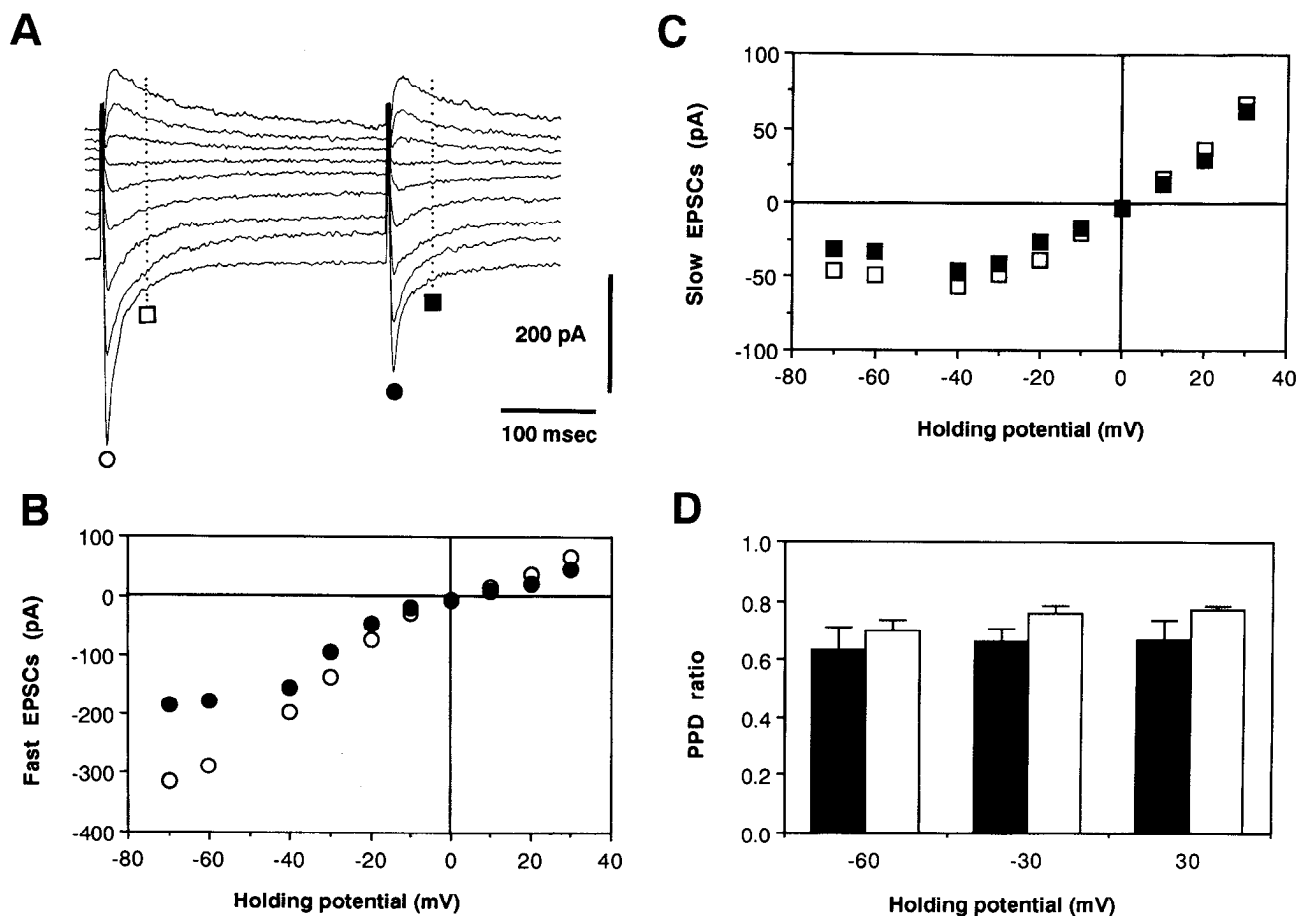 A
200 pA
100 msec
B
Fast EPSCs (pA)
100
0
-100
-200
-300
-400
-80
-60
-40
-20
0
20
40
Holding potential (mV)
C
Slow EPSCs (pA)
100
50
0
-50
-100
-80
-60
-40
-20
0
20
40
Holding potential (mV)
D
PPD ratio
1.0
0.8
0.6
0.4
0.2
0.0
-60
-30
30
Holding potential (mV)